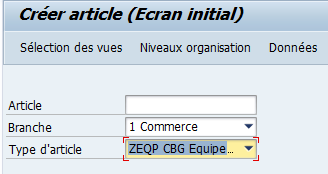 Créer article (Ecran initial)
Sélection des vues Niveaux organisation Données
Article
Branche 1 Commerce
Type d'article ZEQP CBG Equipe...